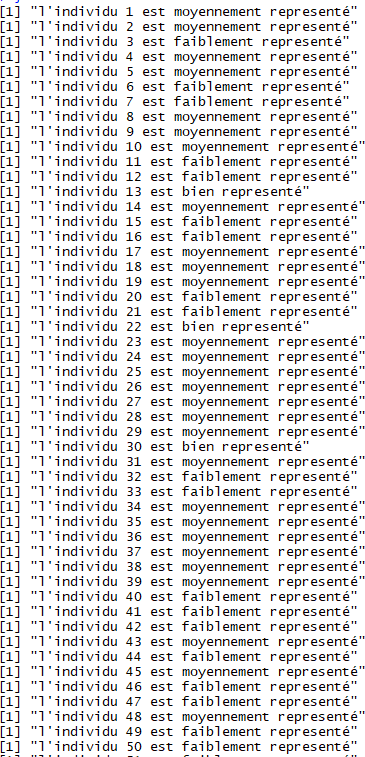 [1] "l'individu 1 est moyennement representé"
[1] "l'individu 2 est moyennement representé"
[1] "l'individu 3 est faiblement representé"
[1] "l'individu 4 est moyennement representé"
[1] "l'individu 5 est moyennement representé"
[1] "l'individu 6 est faiblement representé"
[1] "l'individu 7 est faiblement representé"
[1] "l'individu 8 est moyennement representé"
[1] "l'individu 9 est moyennement representé"
[1] "l'individu 10 est moyennement representé"
[1] "l'individu 11 est faiblement representé"
[1] "l'individu 12 est faiblement representé"
[1] "l'individu 13 est bien representé"
[1] "l'individu 14 est moyennement representé"
[1] "l'individu 15 est faiblement representé"
[1] "l'individu 16 est faiblement representé"
[1] "l'individu 17 est moyennement representé"
[1] "l'individu 18 est moyennement representé"
[1] "l'individu 19 est moyennement representé"
[1] "l'individu 20 est faiblement representé"
[1] "l'individu 21 est faiblement representé"
[1] "l'individu 22 est bien representé"
[1] "l'individu 23 est moyennement representé"
[1] "l'individu 24 est moyennement representé"
[1] "l'individu 25 est moyennement representé"
[1] "l'individu 26 est moyennement representé"
[1] "l'individu 27 est moyennement representé"
[1] "l'individu 28 est moyennement representé"
[1] "l'individu 29 est moyennement representé"
[1] "l'individu 30 est bien representé"
[1] "l'individu 31 est moyennement representé"
[1] "l'individu 32 est faiblement representé"
[1] "l'individu 33 est faiblement representé"
[1] "l'individu 34 est moyennement representé"
[1] "l'individu 35 est moyennement representé"
[1] "l'individu 36 est moyennement representé"
[1] "l'individu 37 est moyennement representé"
[1] "l'individu 38 est moyennement representé"
[1] "l'individu 39 est moyennement representé"
[1] "l'individu 40 est faiblement representé"
[1] "l'individu 41 est faiblement representé"
[1] "l'individu 42 est faiblement representé"
[1] "l'individu 43 est moyennement representé"
[1] "l'individu 44 est faiblement representé"
[1] "l'individu 45 est moyennement representé"
[1] "l'individu 46 est faiblement representé"
[1] "l'individu 47 est faiblement representé"
[1] "l'individu 48 est moyennement representé"
[1] "l'individu 49 est faiblement representé"
[1] "l'individu 50 est faiblement representé"